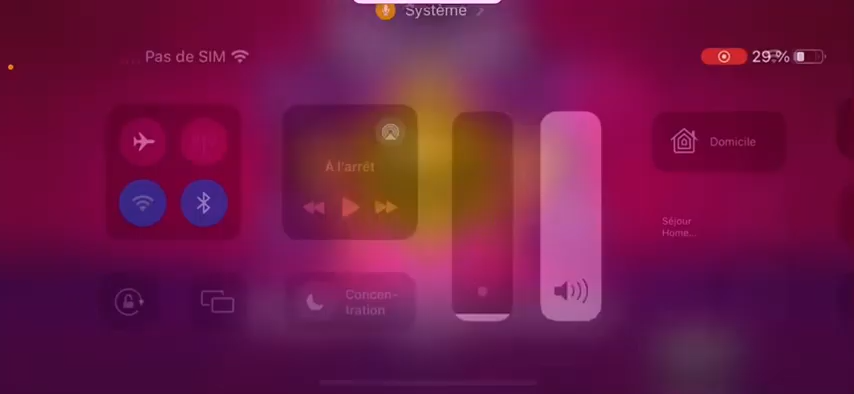 Système
Pas de SIM
29 %
À l'arrêt
Domicile
Séjour
Home...
Concen-
tration